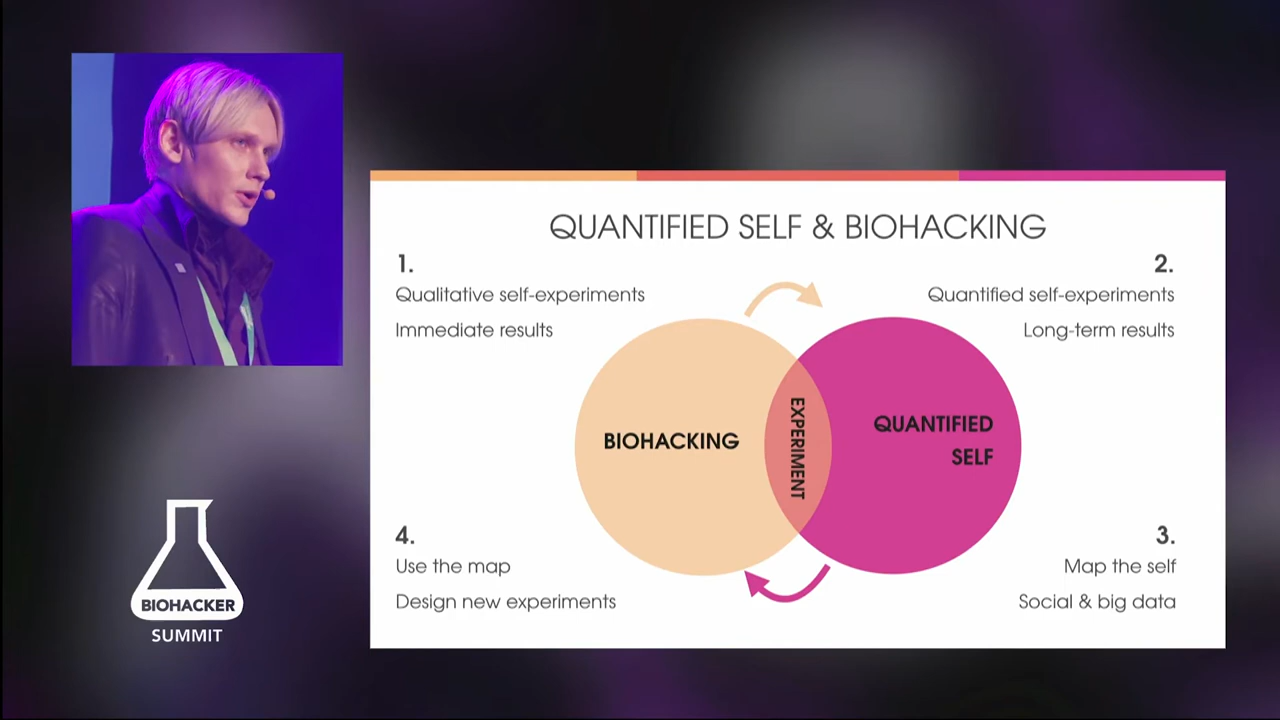 QUANTIFIED SELF & BIOHACKING
1.
Qualitative self-experiments
Immediate results
2.
Quantified self-experiments
Long-term results
BIOHACKING
EXPERIMENT
QUANTIFIED
SELF
4.
Use the map
Design new experiments
3.
Map the self
Social & big data
BIOHACKER
SUMMIT